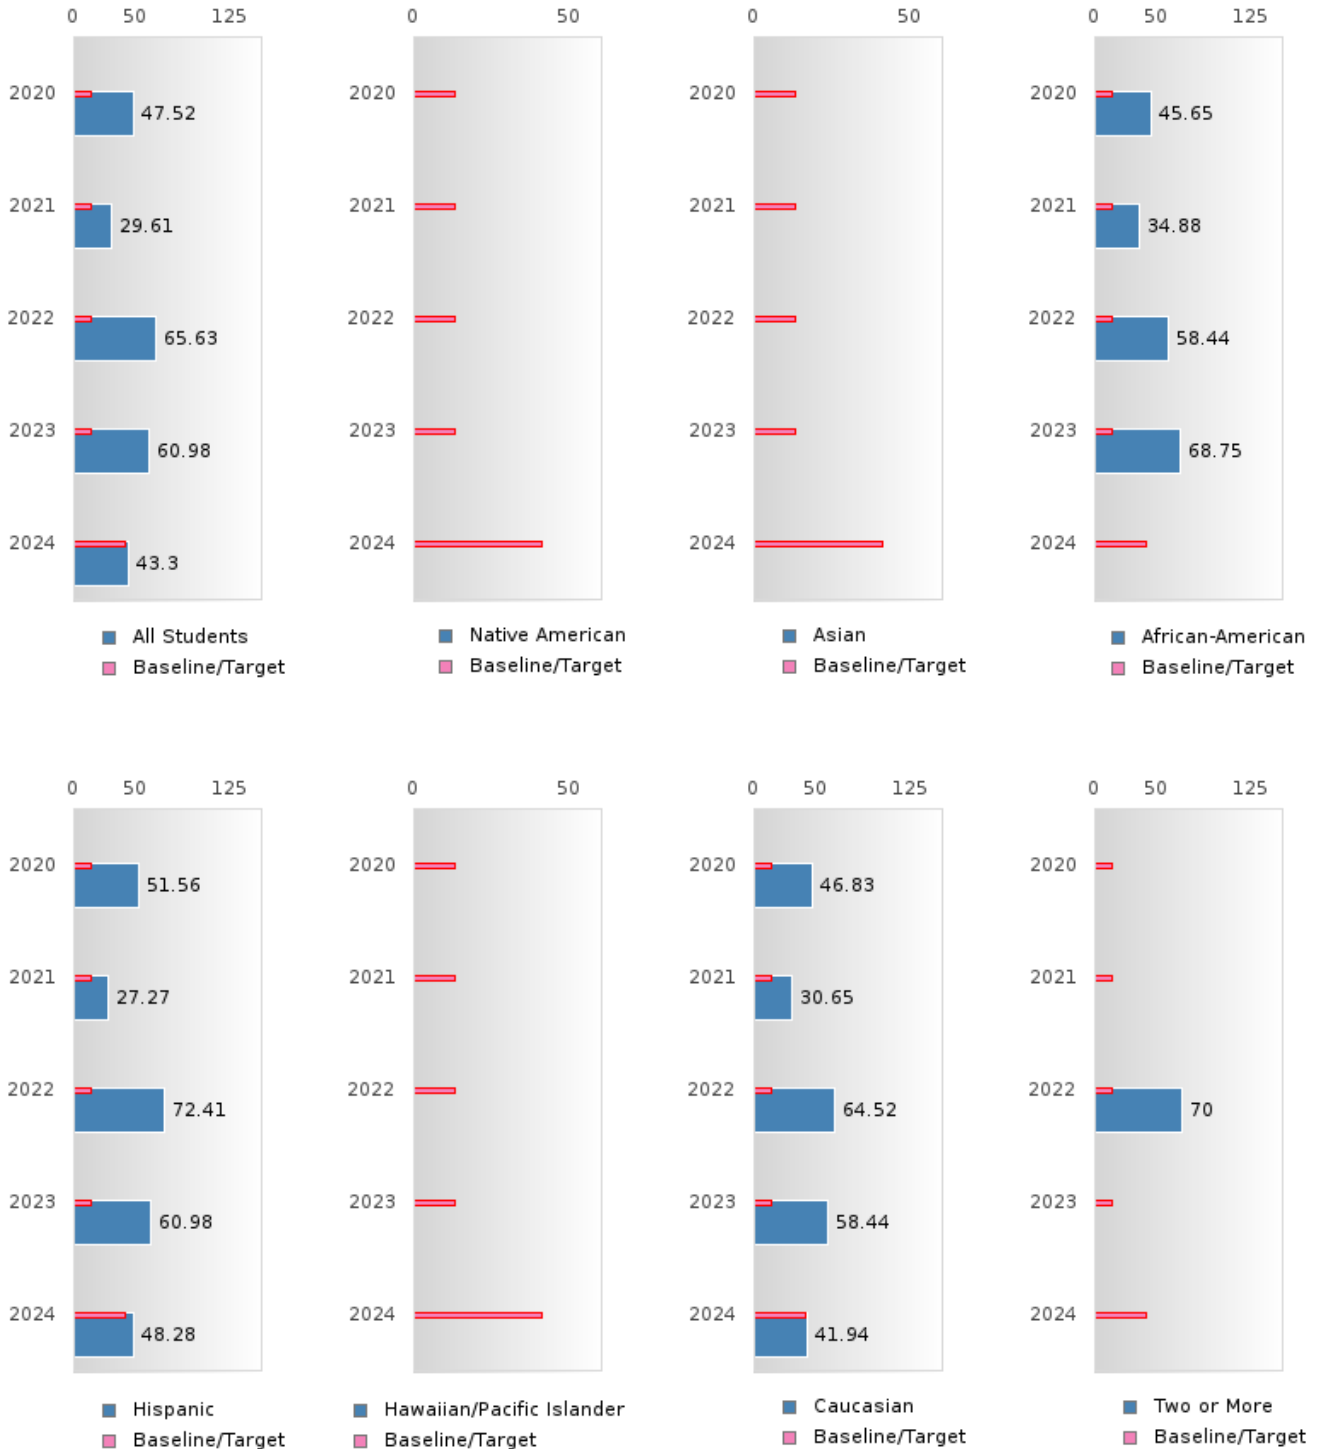 0 50 125
2020 47.52
2021 29.61
2022 65.63
2023 60.98
2024 43.3
All Students
Baseline/Target
0 50
2020
2021
2022
2023
2024
Native American
Baseline/Target
0 50
2020
2021
2022
2023
2024
Asian
Baseline/Target
0 50 125
2020 45.65
2021 34.88
2022 58.44
2023 68.75
2024
African-American
Baseline/Target
0 50 125
2020 51.56
2021 27.27
2022 72.41
2023 60.98
2024 48.28
Hispanic
Baseline/Target
0 50
2020
2021
2022
2023
2024
Hawaiian/Pacific Islander
Baseline/Target
0 50 125
2020 46.83
2021 30.65
2022 64.52
2023 58.44
2024 41.94
Caucasian
Baseline/Target
0 50 125
2020
2021
2022 70
2023
2024
Two or More
Baseline/Target